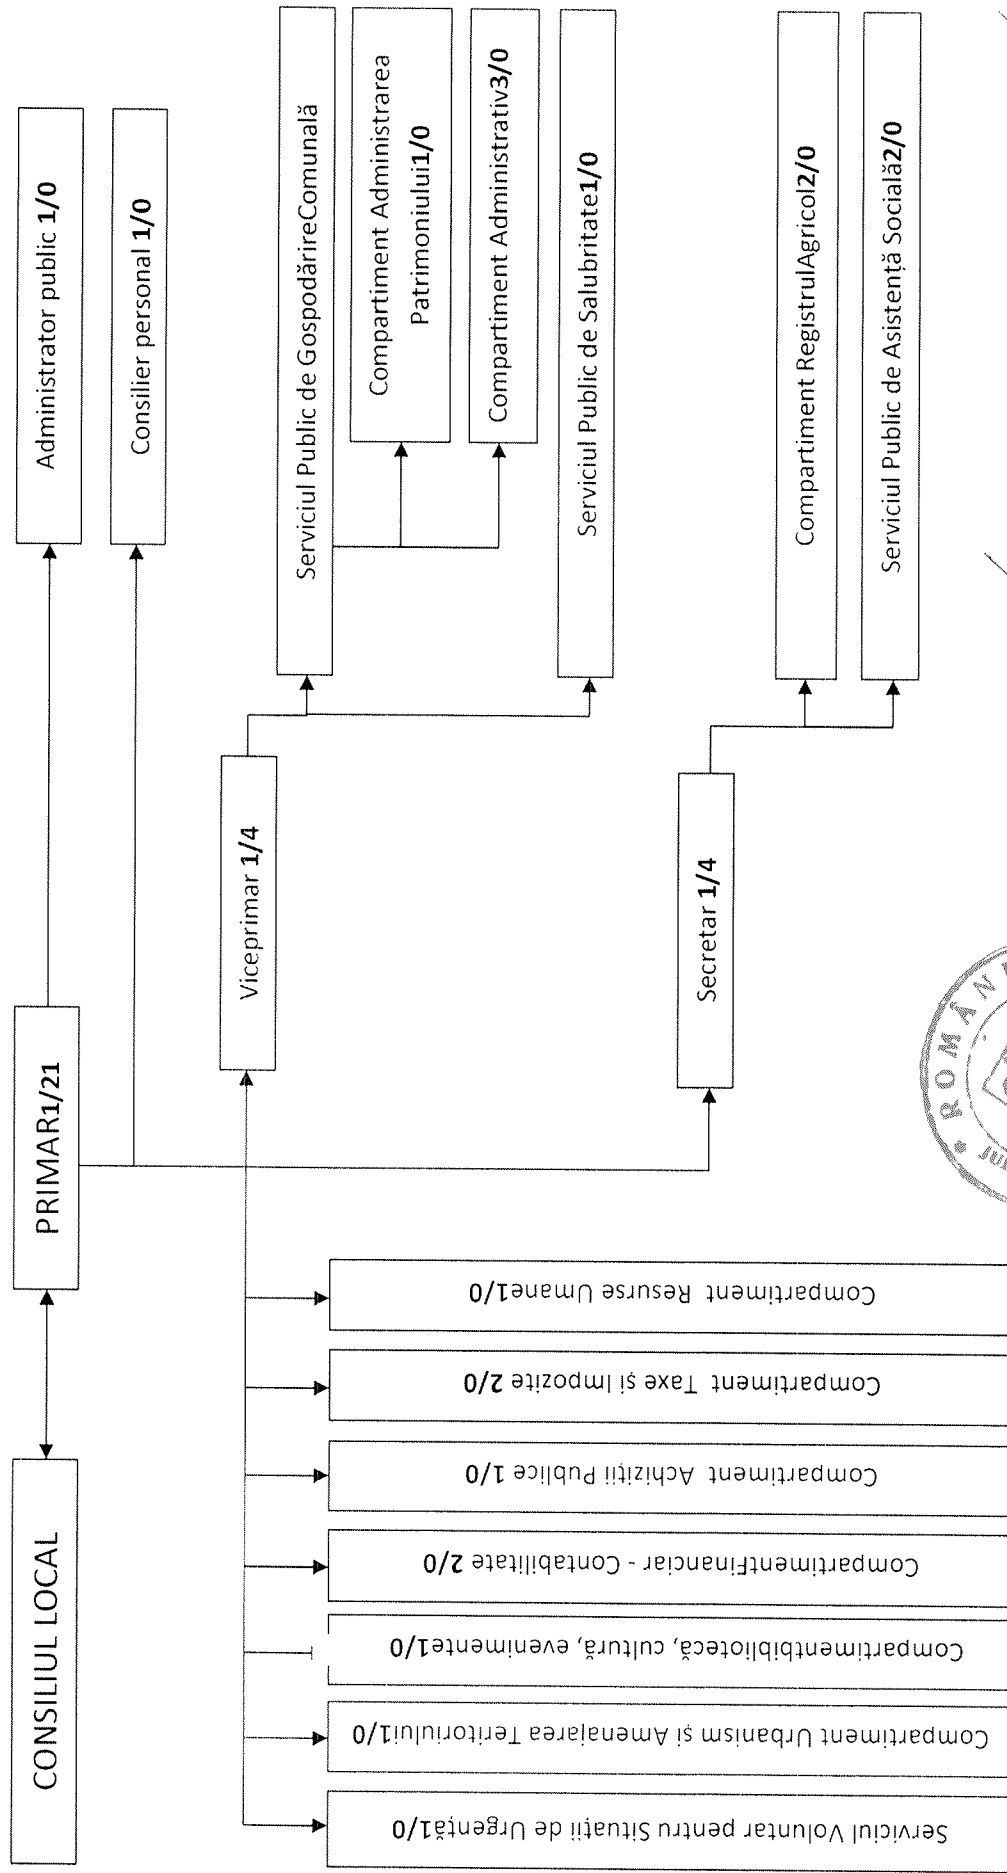 CONSILIUL LOCAL
PRIMAR1/21
Administrator public 1/0
Consilier personal 1/0
Viceprimar 1/4
Serviciul Public de GospodărireComunală
Compartiment Administrarea
Patrimoniului1/0
Compartiment Administrativ3/0
Serviciul Public de Salubritate1/0
Secretar 1/4
Compartiment RegistrulAgricol2/0
Serviciul Public de Asistență Socială2/0
Serviciul Voluntar pentru Situații de Urgență1/0
Compartiment Urbanism și Amenajarea Teritoriului1/0
Compartimentbibliotecă, cultură, evenimente1/0
CompartimentFinanciar - Contabilitate 2/0
Compartiment Achiziții Publice 1/0
Compartiment Taxe și Impozite 2/0
Compartiment Resurse Umane1/0